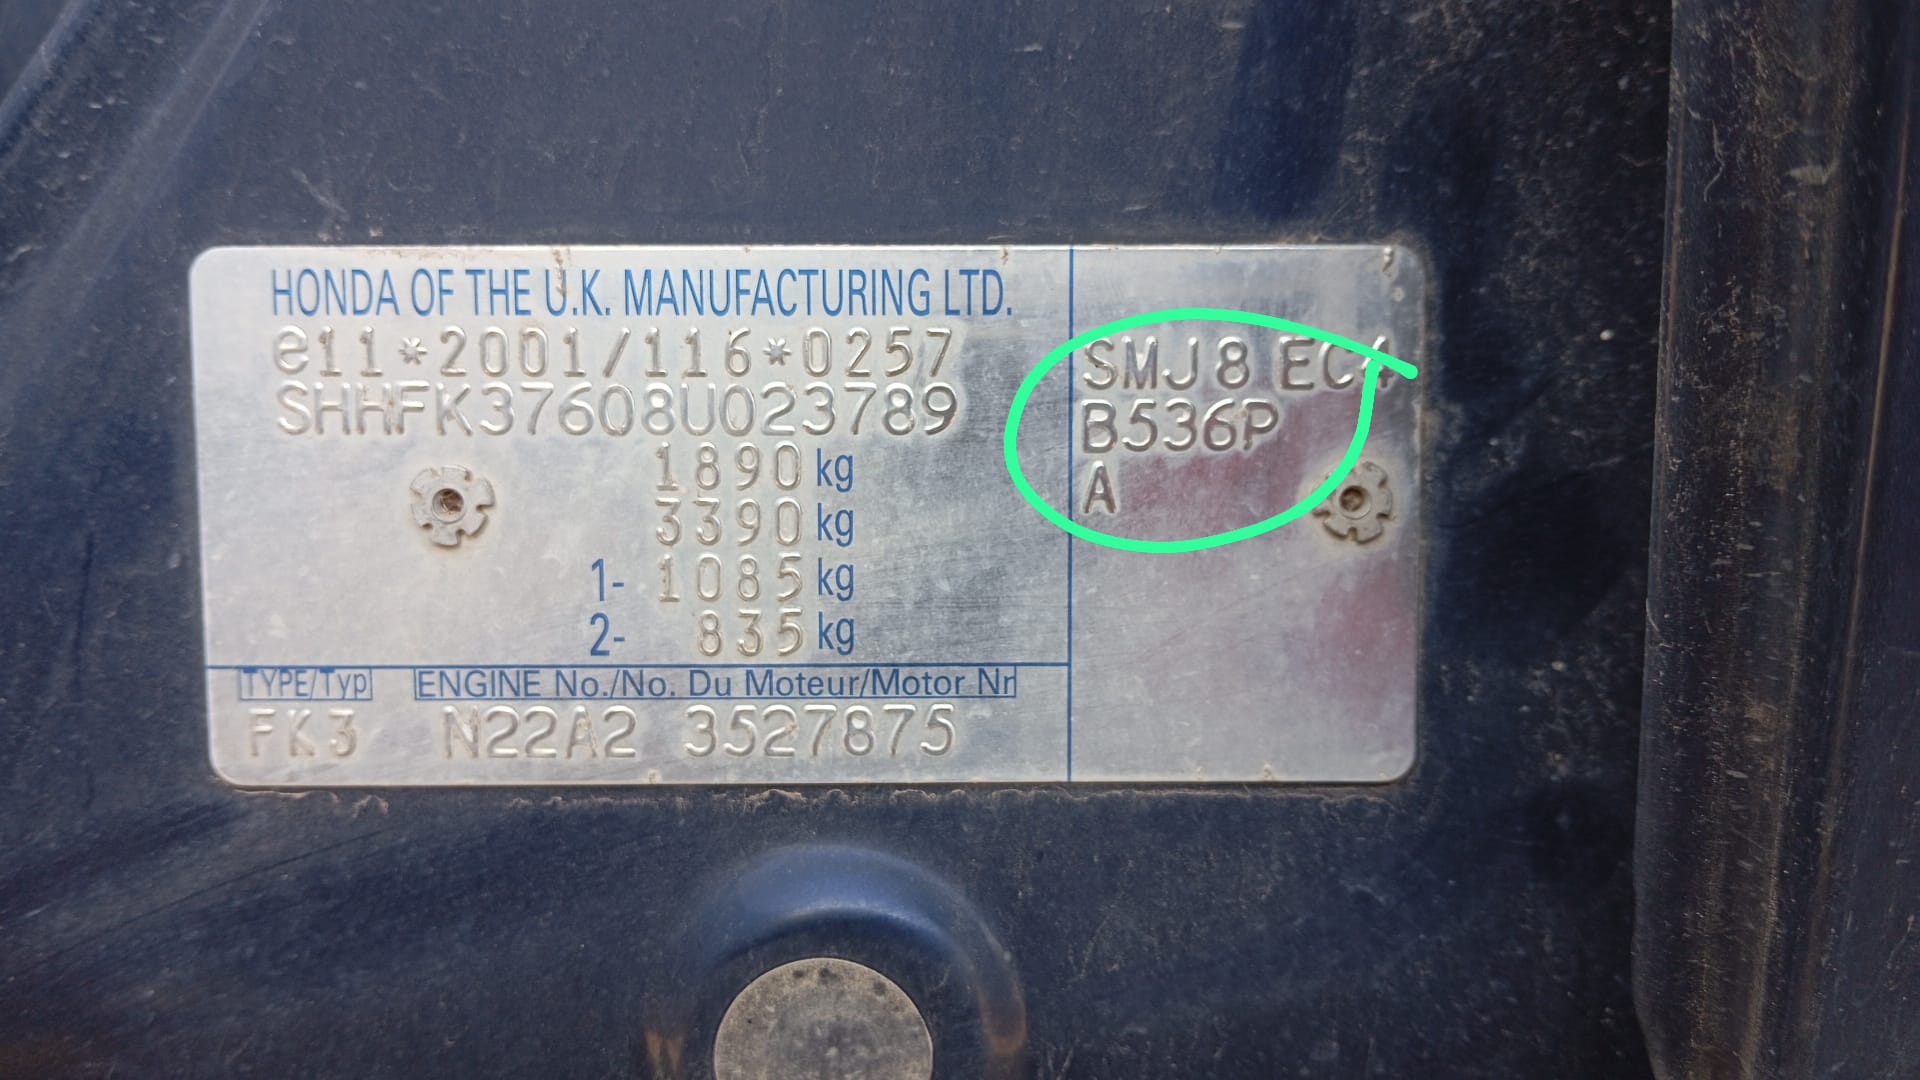 HONDA OF THE U.K. MANUFACTURING LTD.
e11*2001/116*0257
SHHFK37608U023789
1890 kg
3390 kg
1- 1085 kg
2- 835 kg
TYPE/Typ ENGINE No./No. Du Moteur/Motor Nr
FK3 N22A2 3527875
SMJ8 EC4
B536P
A